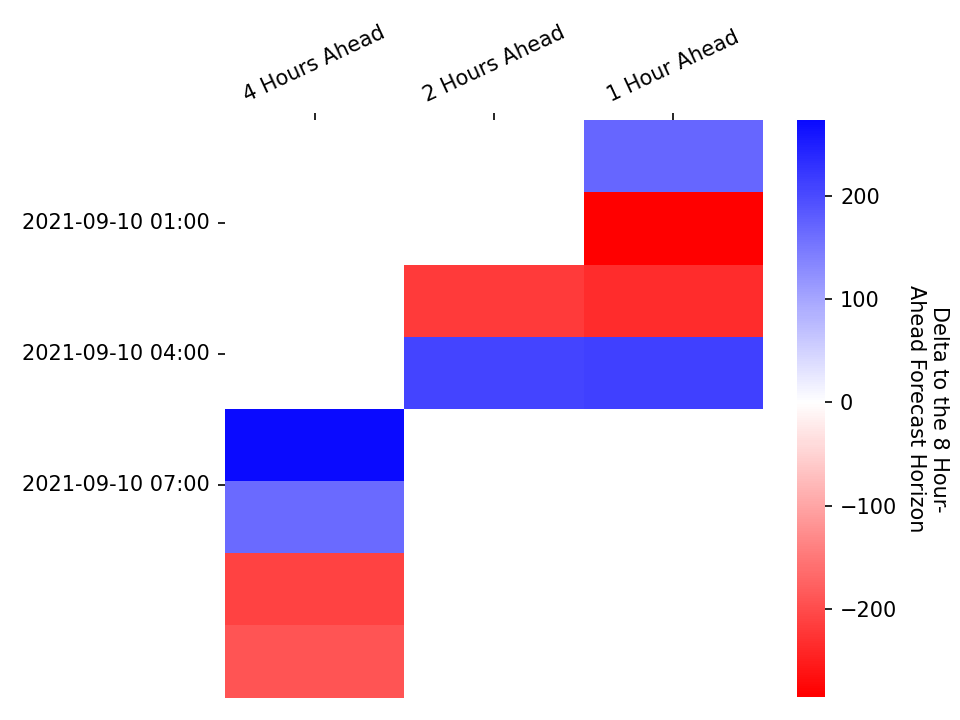 4 Hours Ahead
2 Hours Ahead
1 Hour Ahead
2021-09-10 01:00
2021-09-10 04:00
2021-09-10 07:00
200
100
0
−100
−200
Delta to the 8 Hour-
Ahead Forecast Horizon